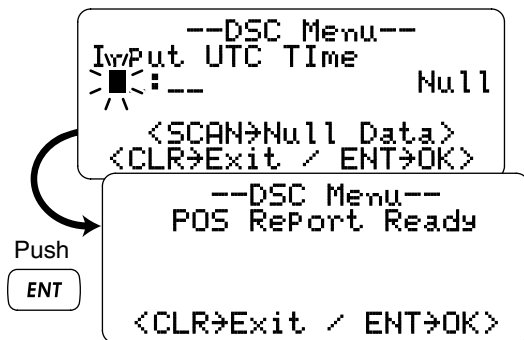 --DSC Menu--
InPut UTC TIme
█:__ Null
<SCAN→Null Data>
<CLR→Exit / ENT→OK>
--DSC Menu--
POS RePort Ready
<CLR→Exit / ENT→OK>
Push
ENT